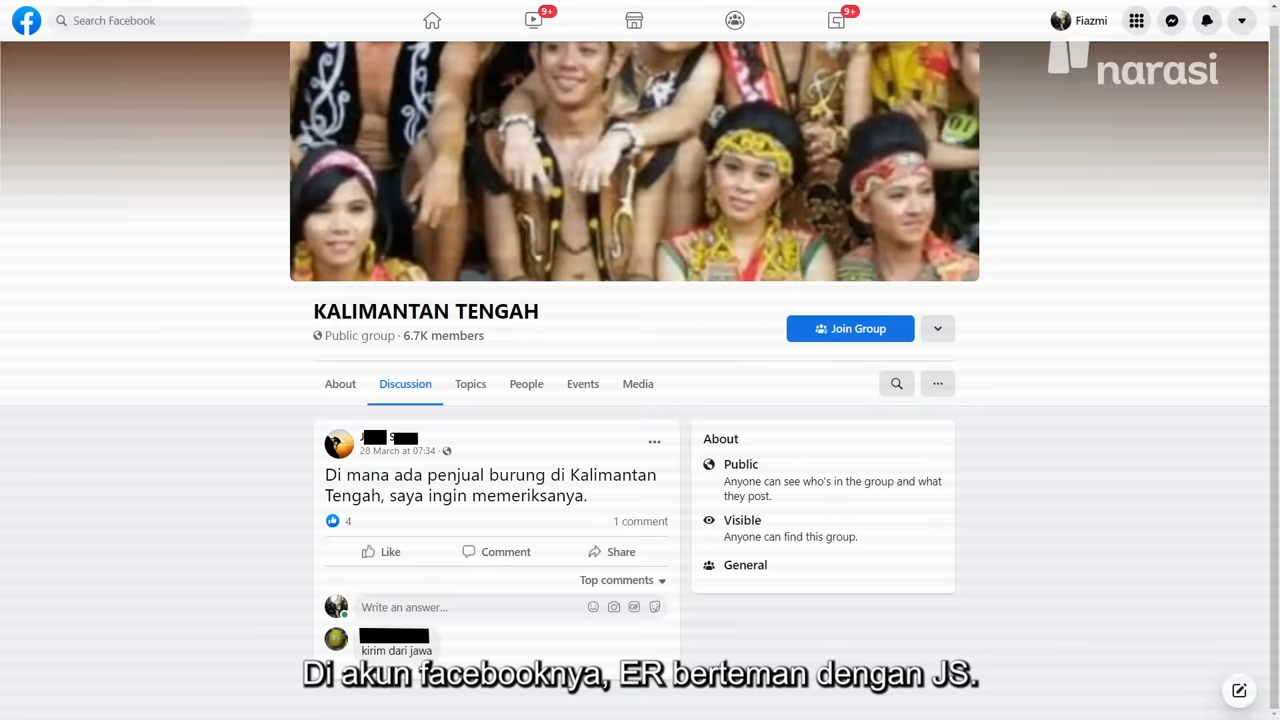 Search Facebook
9+
9+
Fiazmi
narasi
KALIMANTAN TENGAH
Public group · 6.7K members
Join Group
About
Discussion
Topics
People
Events
Media
J
S
28 March at 07:34 ·
Di mana ada penjual burung di Kalimantan
Tengah, saya ingin memeriksanya.
4
1 comment
Like
Comment
Share
Top comments
Write an answer...
GIF
kirim dari jawa
About
Public
Anyone can see who's in the group and what
they post.
Visible
Anyone can find this group.
General
Di akun facebooknya, ER berteman dengan JS.